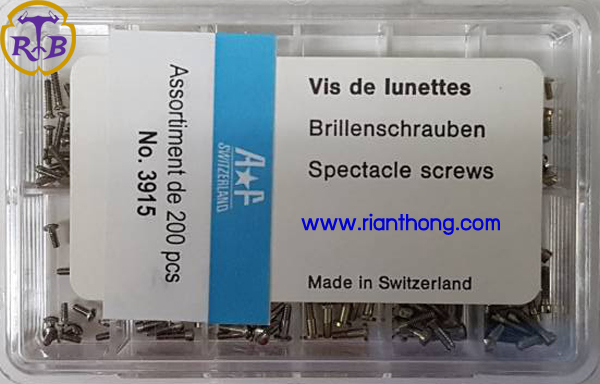 RTB
Assortiment de 200 pcs
No. 3915
A★F
SWITZERLAND
Vis de lunettes
Brillenschrauben
Spectacle screws
www.rianthong.com
Made in Switzerland